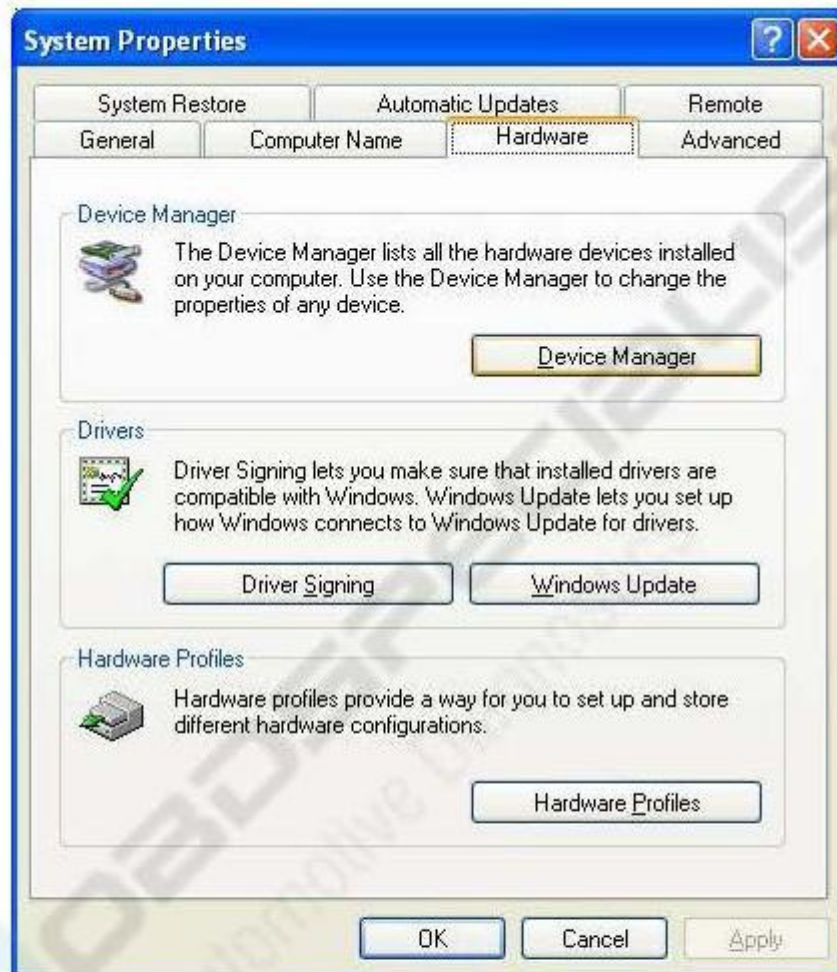 System Properties
System Restore Automatic Updates Remote
General Computer Name Hardware Advanced
Device Manager
The Device Manager lists all the hardware devices installed
on your computer. Use the Device Manager to change the
properties of any device.
Device Manager
Drivers
Driver Signing lets you make sure that installed drivers are
compatible with Windows. Windows Update lets you set up
how Windows connects to Windows Update for drivers.
Driver Signing Windows Update
Hardware Profiles
Hardware profiles provide a way for you to set up and store
different hardware configurations.
Hardware Profiles
OK Cancel Apply